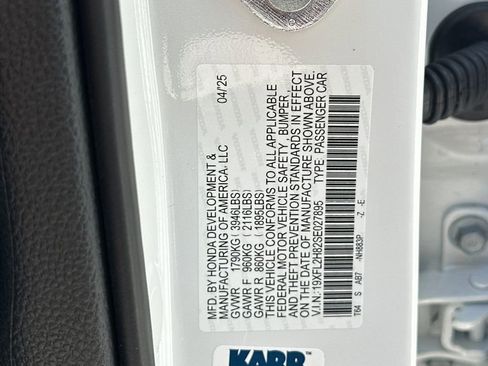 MFD. BY HONDA DEVELOPMENT & 04/25
MANUFACTURING OF AMERICA, LLC
GVWR 1790KG(3946LBS)
GAWR F 960KG (2116LBS)
GAWR R 860KG (1895LBS)
THIS VEHICLE CONFORMS TO ALL APPLICABLE
FEDERAL MOTOR VEHICLE SAFETY, BUMPER,
AND THEFT PREVENTION STANDARDS IN EFFECT
ON THE DATE OF MANUFACTURE SHOWN ABOVE.
V.I.N:19XFL2H82SE027895 TYPE: PASSENGER CAR
T64 S AB7 -NH883P -Z -E
KARR™